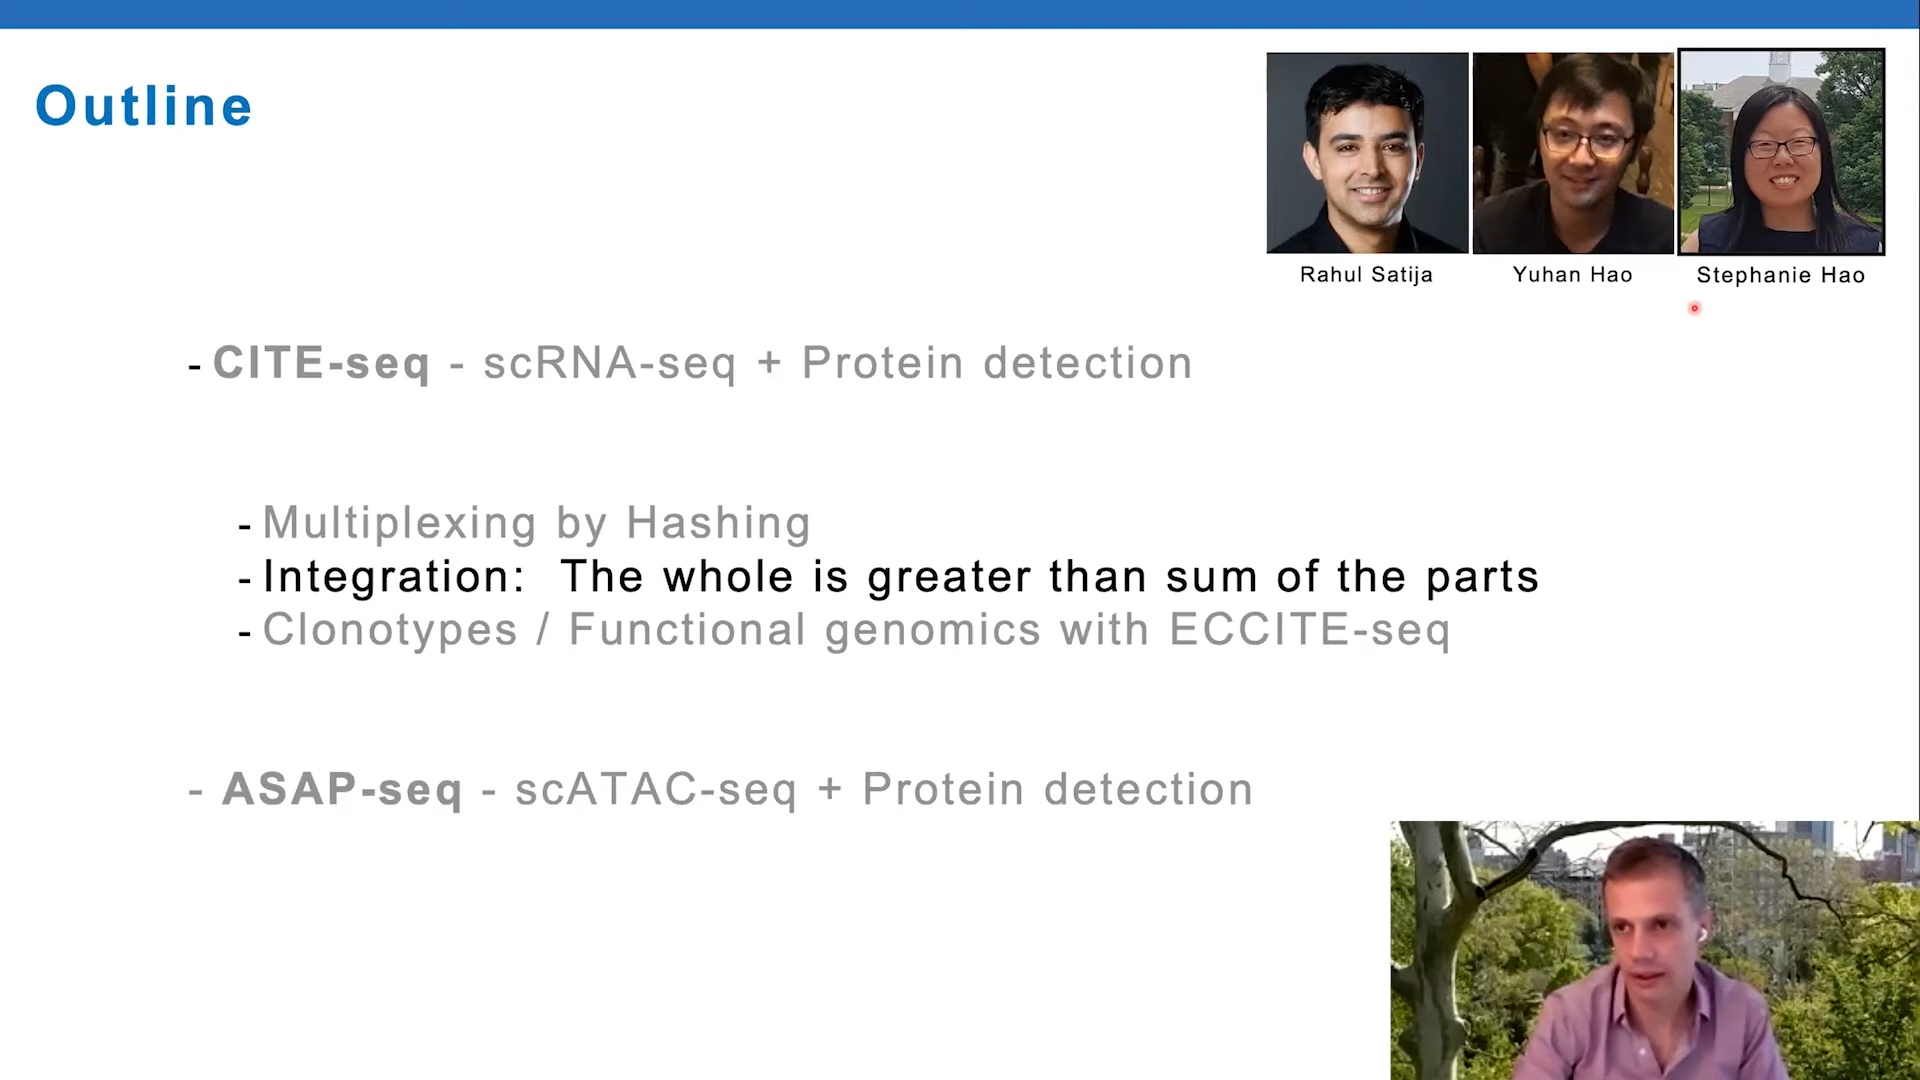 Outline
Rahul Satija
Yuhan Hao
Stephanie Hao
- CITE-seq - scRNA-seq + Protein detection
- Multiplexing by Hashing
- Integration: The whole is greater than sum of the parts
- Clonotypes / Functional genomics with ECCITE-seq
- ASAP-seq - scATAC-seq + Protein detection